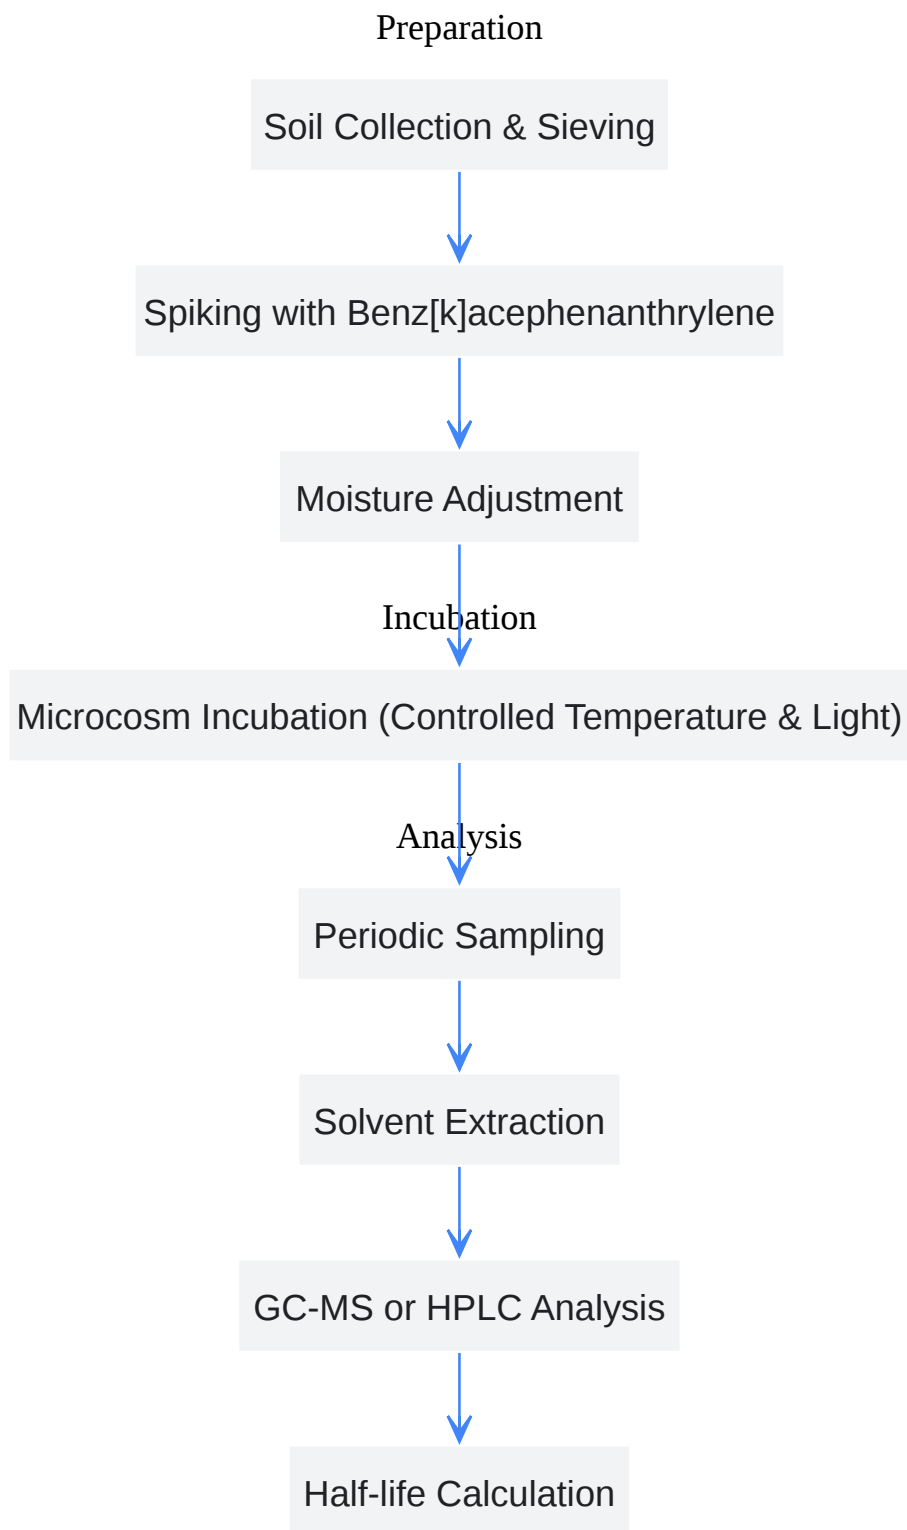 Preparation
Soil Collection & Sieving
Spiking with Benz[k]acephenanthrylene
Moisture Adjustment
Incubation
Microcosm Incubation (Controlled Temperature & Light)
Analysis
Periodic Sampling
Solvent Extraction
GC-MS or HPLC Analysis
Half-life Calculation